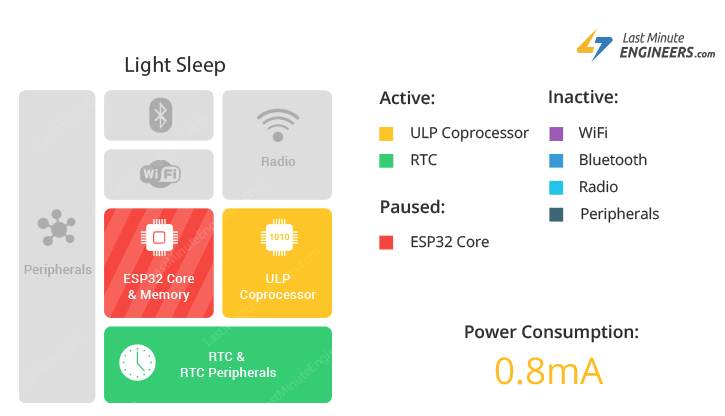 Last Minute
ENGINEERS.com
Light Sleep
WiFi
Radio
Peripherals
ESP32 Core
& Memory
1010
ULP
Coprocessor
RTC &
RTC Peripherals
Active:
ULP Coprocessor
RTC
Paused:
ESP32 Core
Inactive:
WiFi
Bluetooth
Radio
Peripherals
Power Consumption:
0.8mA